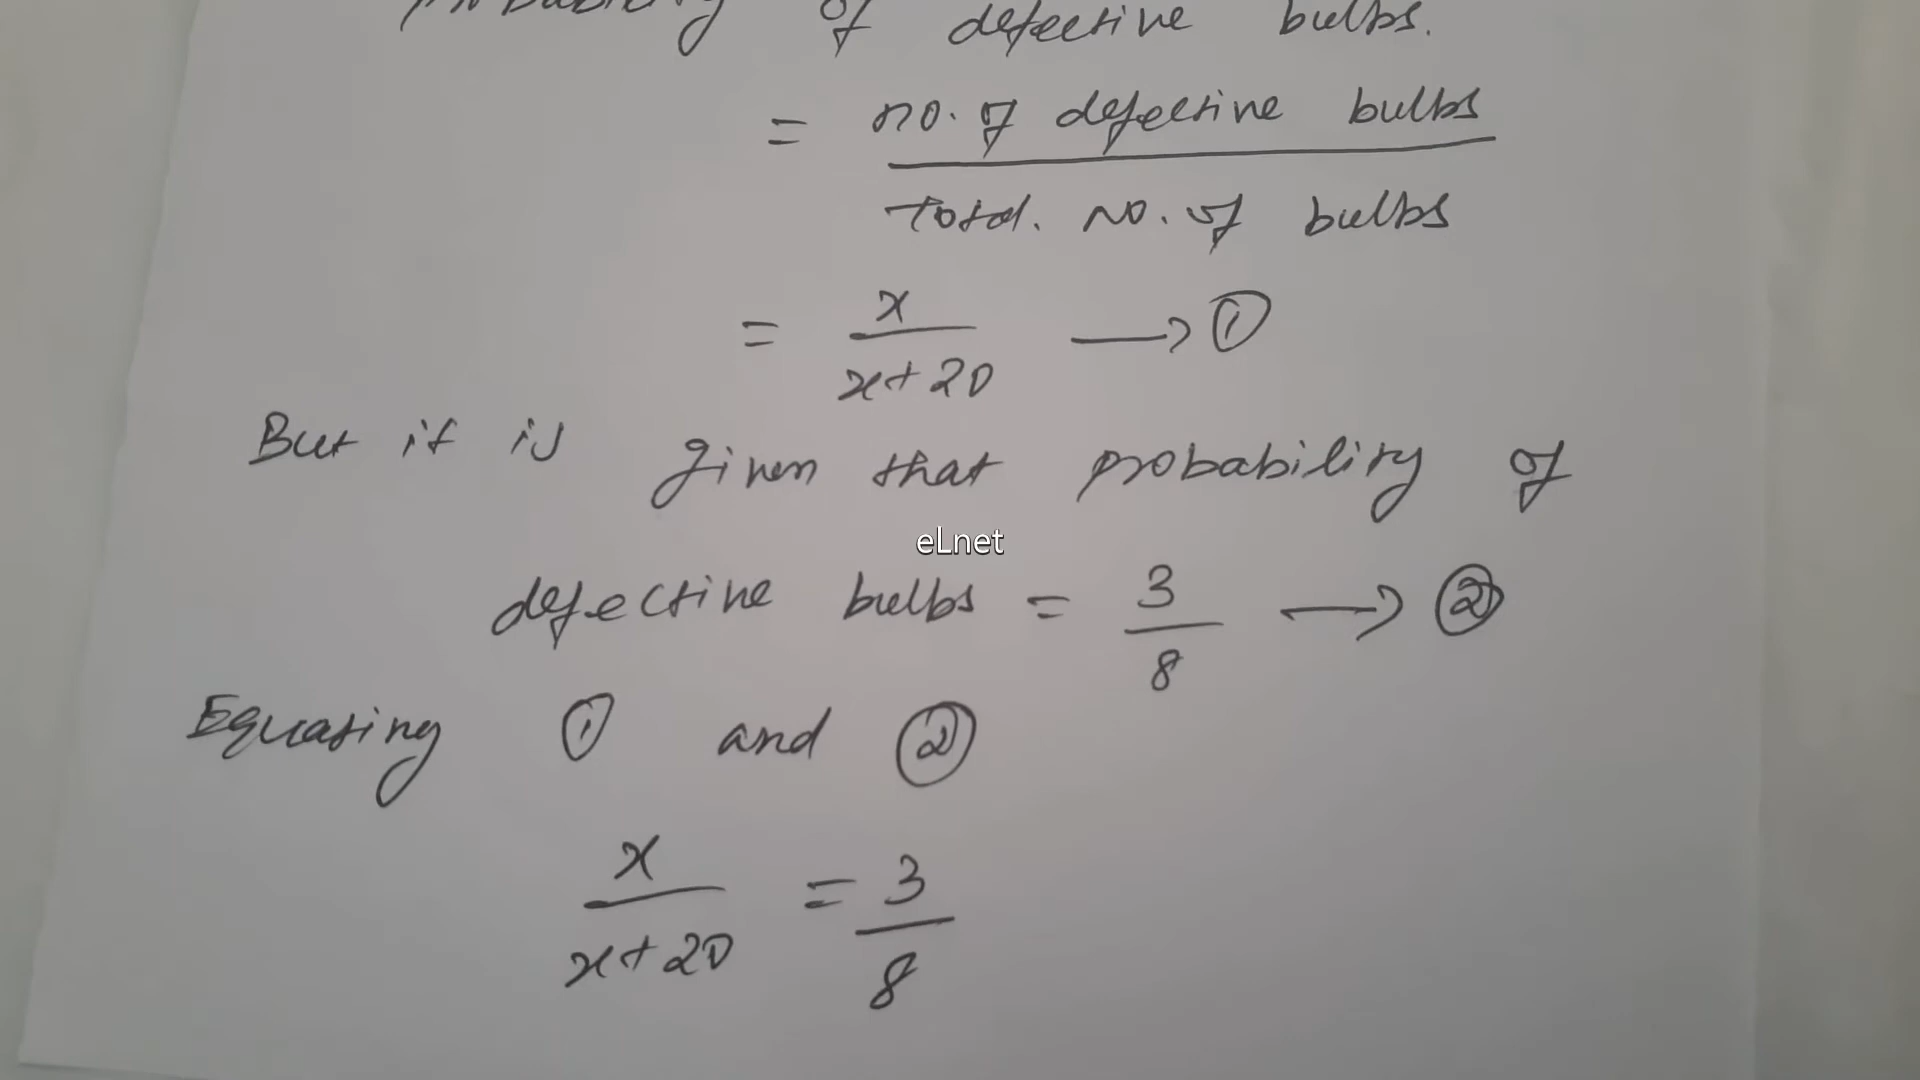 probability of defective bulbs.
= no. of defective bulbs
Total. No. of bulbs
= x
x+20 → ①
But it is given that probability of
eLnet
defective bulbs = 3/8 → ②
Equating ① and ②
x/x+20 = 3/8